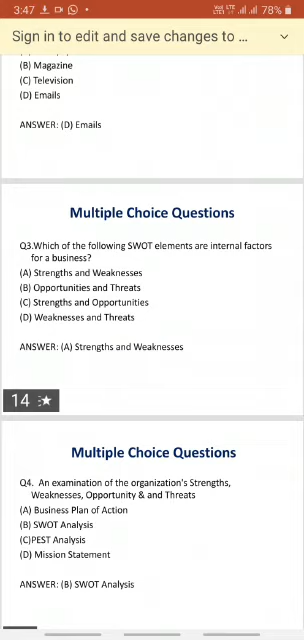 3:47
78%
Sign in to edit and save changes to ...
(B) Magazine
(C) Television
(D) Emails
ANSWER: (D) Emails
Multiple Choice Questions
Q3.Which of the following SWOT elements are internal factors
for a business?
(A) Strengths and Weaknesses
(B) Opportunities and Threats
(C) Strengths and Opportunities
(D) Weaknesses and Threats
ANSWER: (A) Strengths and Weaknesses
14
Multiple Choice Questions
Q4. An examination of the organization's Strengths,
Weaknesses, Opportunity & and Threats
(A) Business Plan of Action
(B) SWOT Analysis
(C)PEST Analysis
(D) Mission Statement
ANSWER: (B) SWOT Analysis